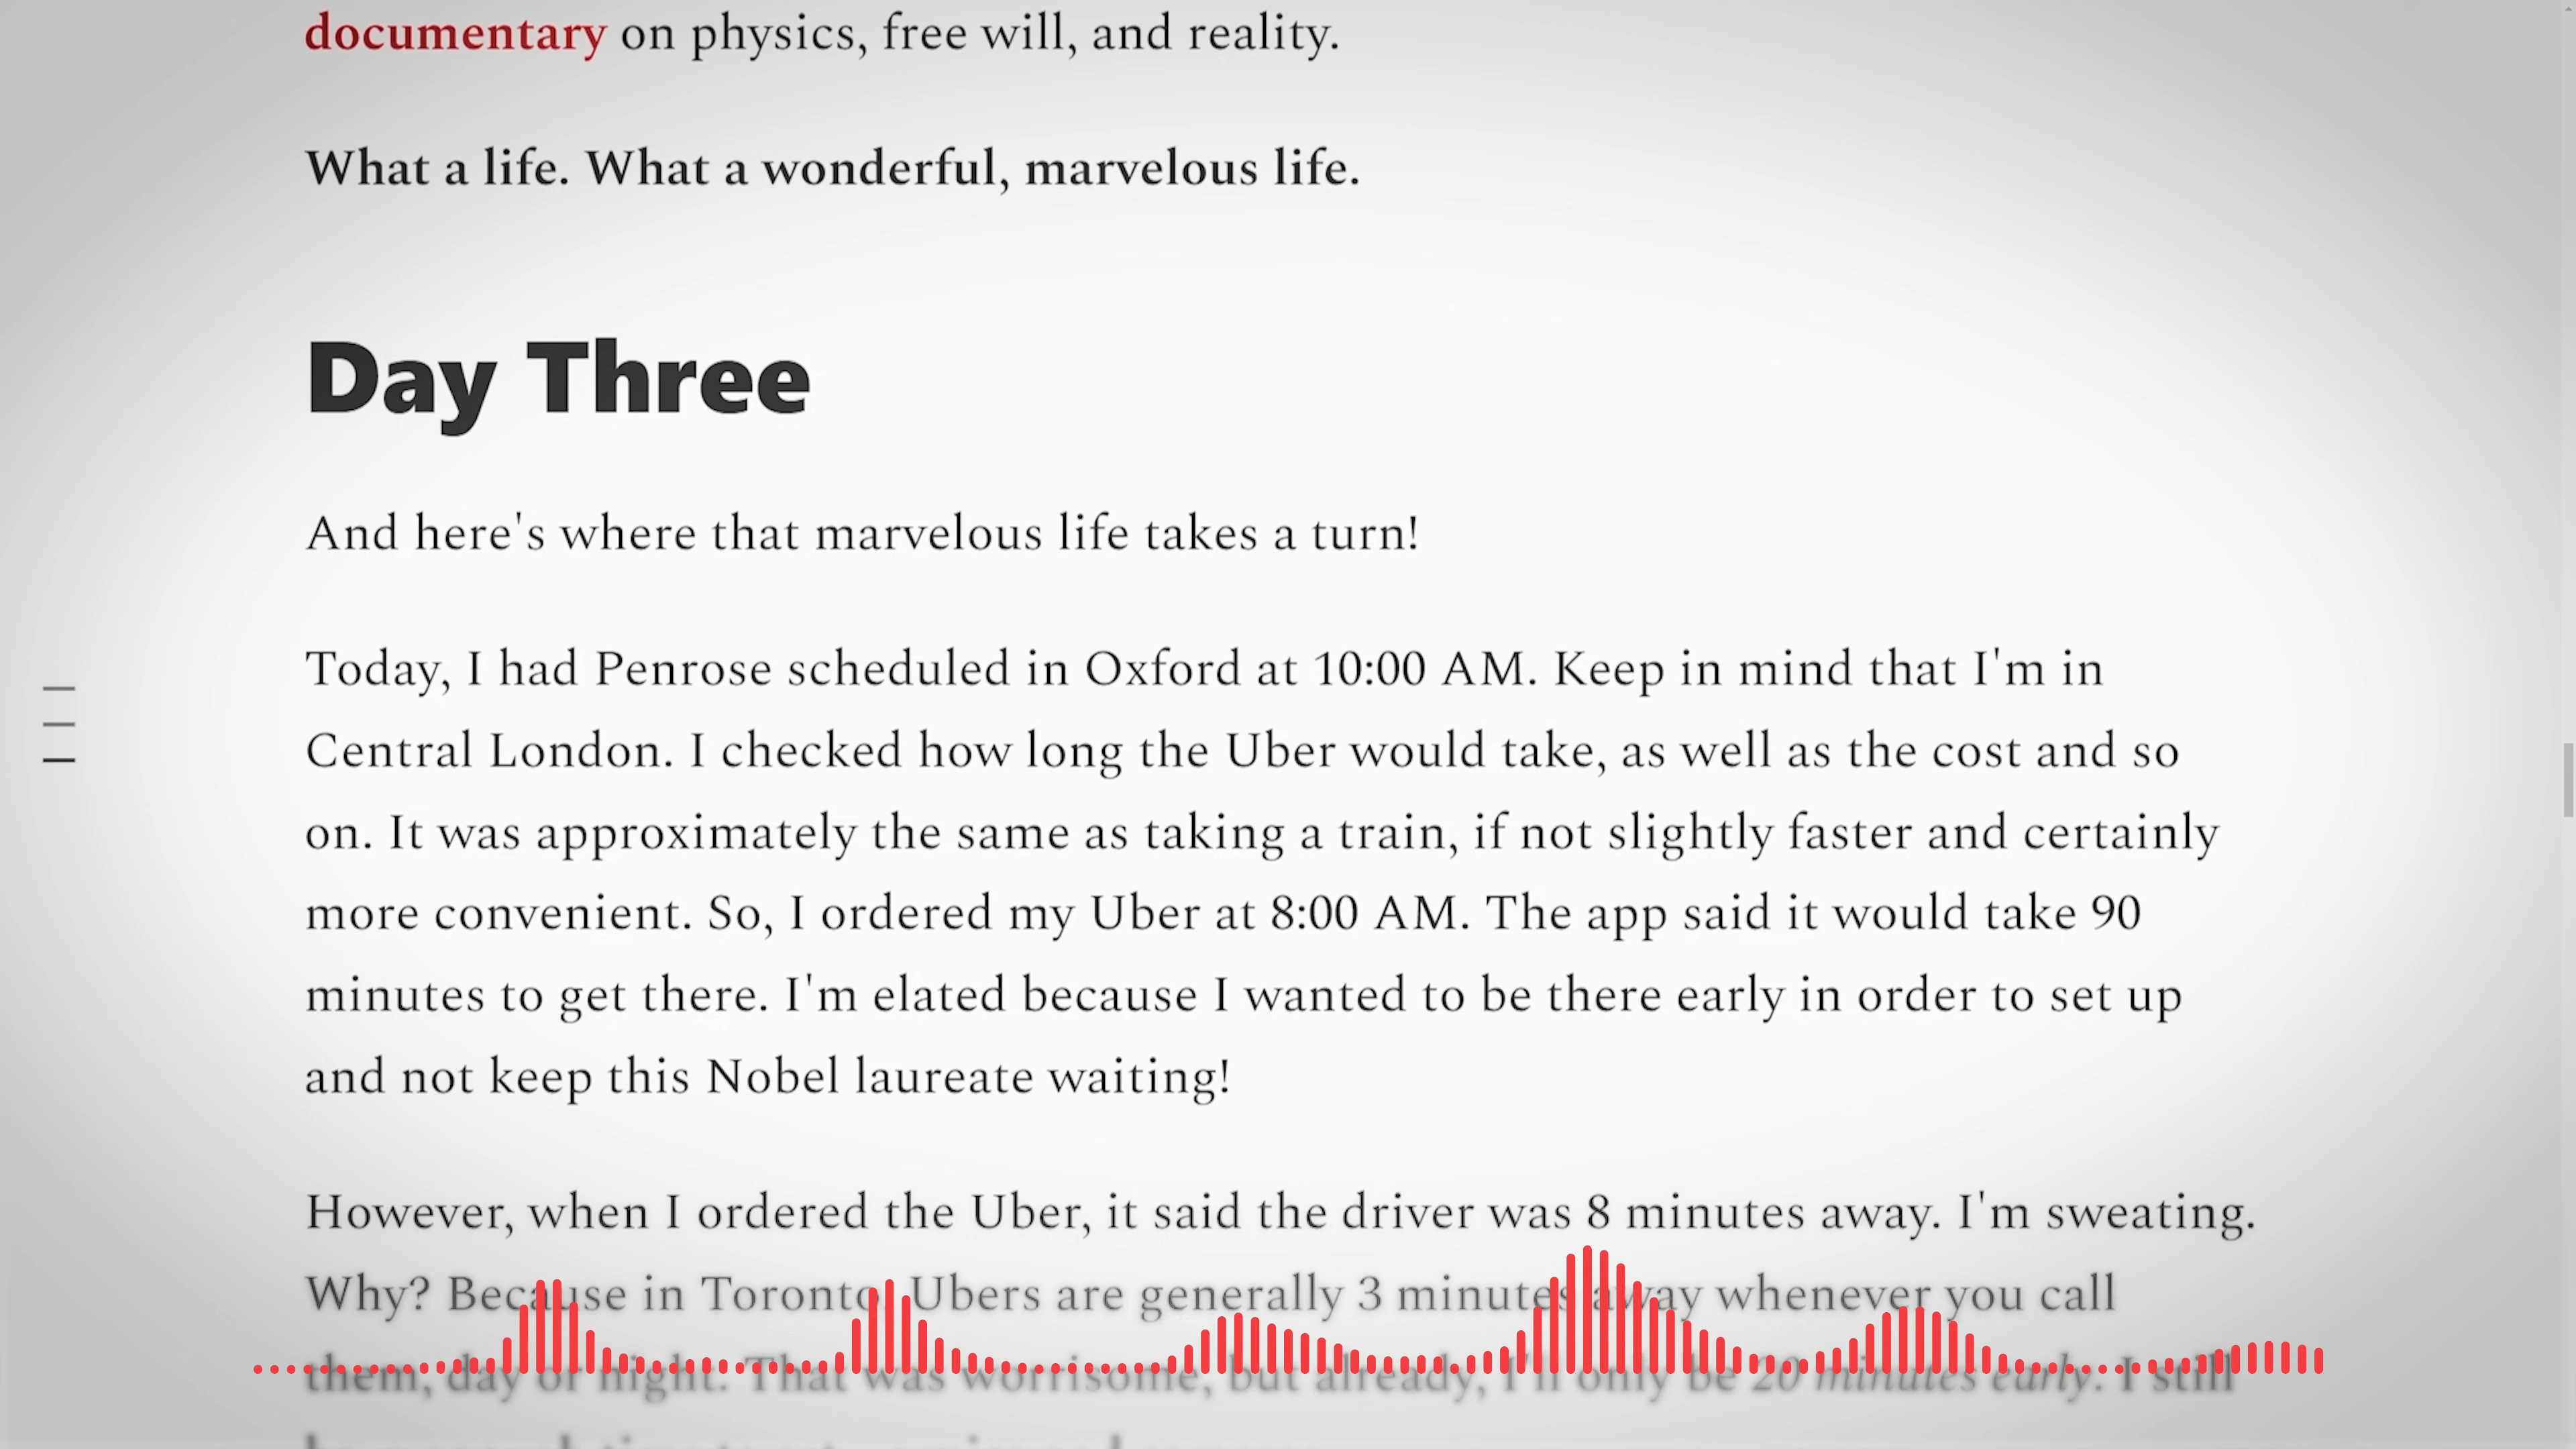 documentary on physics, free will, and reality.
What a life. What a wonderful, marvelous life.
Day Three
And here's where that marvelous life takes a turn!
Today, I had Penrose scheduled in Oxford at 10:00 AM. Keep in mind that I'm in
Central London. I checked how long the Uber would take, as well as the cost and so
on. It was approximately the same as taking a train, if not slightly faster and certainly
more convenient. So, I ordered my Uber at 8:00 AM. The app said it would take 90
minutes to get there. I'm elated because I wanted to be there early in order to set up
and not keep this Nobel laureate waiting!
However, when I ordered the Uber, it said the driver was 8 minutes away. I'm sweating.
Why? Because in Toronto, Ubers are generally 3 minutes away whenever you call
them, day or night. That was worrisome, but already, I'll only be 20 minutes early. I still